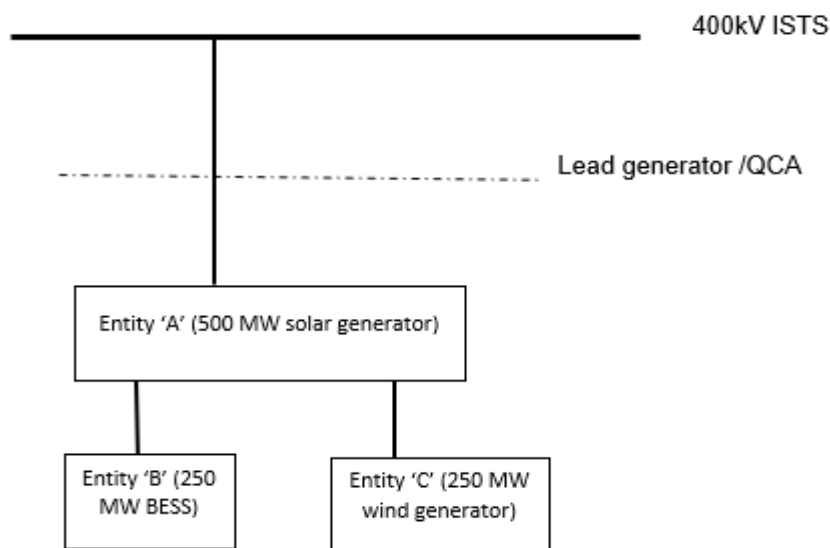 400kV ISTS
Lead generator /QCA
Entity ‘A’ (500 MW solar generator)
Entity ‘B’ (250
MW BESS)
Entity ‘C’ (250 MW
wind generator)